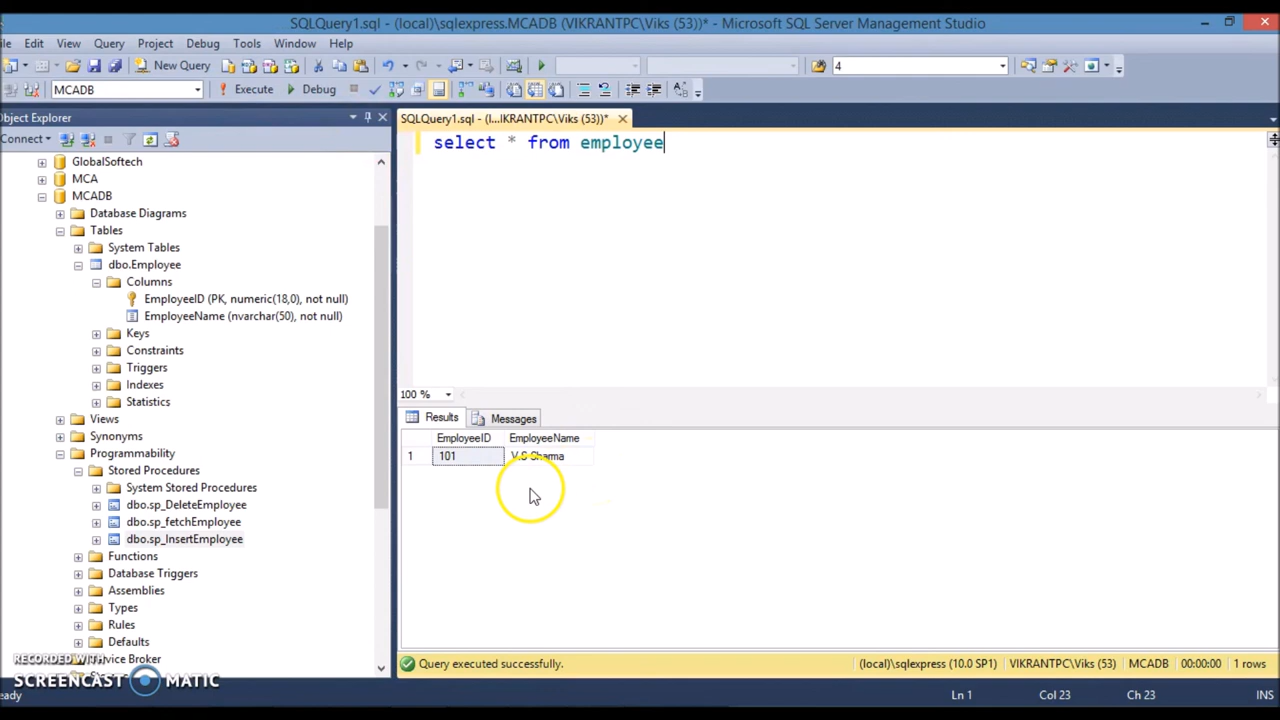 SQLQuery1.sql - (local)\sqlexpress.MCADB (VIKRANTPC\Viks (53))* - Microsoft SQL Server Management Studio
ile Edit View Query Project Debug Tools Window Help
New Query 4
MCADB Execute Debug
Object Explorer
Connect
GlobalSoftech
MCA
MCADB
Database Diagrams
Tables
System Tables
dbo.Employee
Columns
EmployeeID (PK, numeric(18,0), not null)
EmployeeName (nvarchar(50), not null)
Keys
Constraints
Triggers
Indexes
Statistics
Views
Synonyms
Programmability
Stored Procedures
System Stored Procedures
dbo.sp_DeleteEmployee
dbo.sp_fetchEmployee
dbo.sp_InsertEmployee
Functions
Database Triggers
Assemblies
Types
Rules
Defaults
Service Broker
SQLQuery1.sql - (l...IKRANTPC\Viks (53))*
select * from employee
100 %
Results Messages
EmployeeID EmployeeName
1 101 V.S Sharma
Query executed successfully. (local)\sqlexpress (10.0 SP1) VIKRANTPC\Viks (53) MCADB 00:00:00 1 rows
RECORDED WITH
SCREENCAST MATIC
eady Ln 1 Col 23 Ch 23 INS